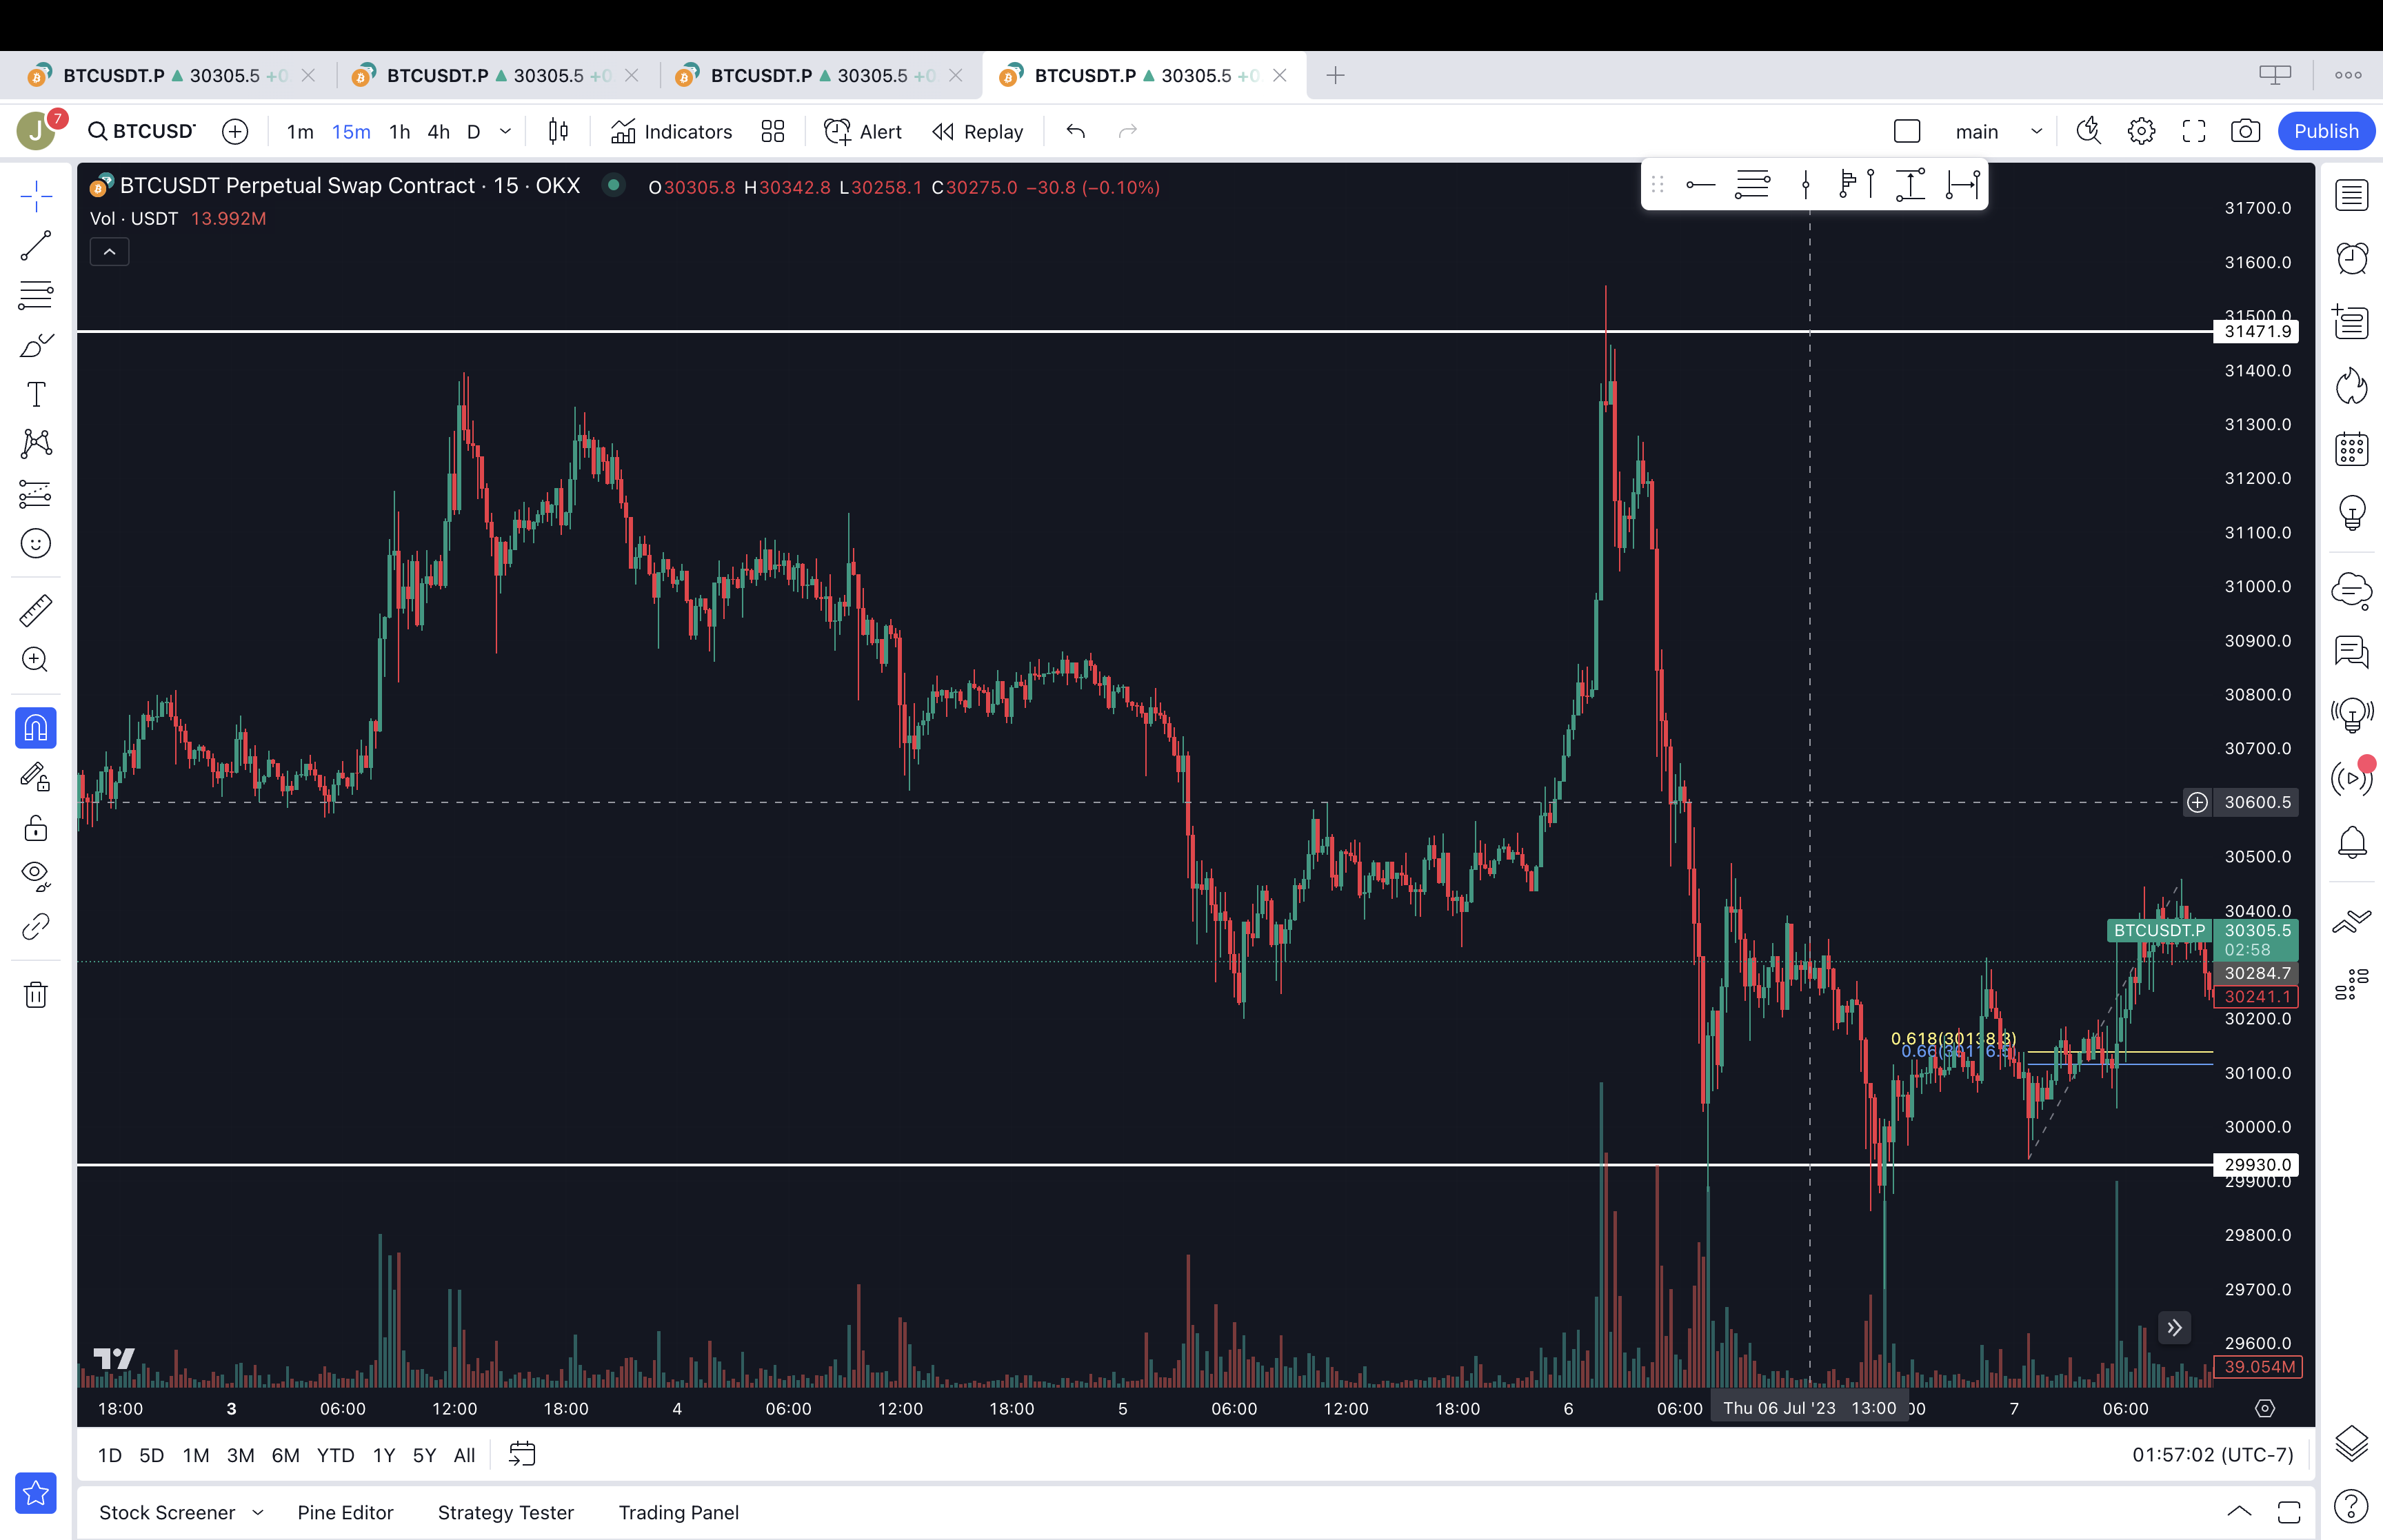 BTCUSDT.P ▲ 30305.5 +0
BTCUSDT.P ▲ 30305.5 +0
BTCUSDT.P ▲ 30305.5 +0
BTCUSDT.P ▲ 30305.5 +0
J 7 BTCUSD 1m 15m 1h 4h D Indicators Alert Replay main Publish
BTCUSDT Perpetual Swap Contract · 15 · OKX O30305.8 H30342.8 L30258.1 C30275.0 −30.8 (−0.10%)
Vol · USDT 13.992M
31700.0
31600.0
31500.0
31471.9
31400.0
31300.0
31200.0
31100.0
31000.0
30900.0
30800.0
30700.0
30600.5
30500.0
30400.0
BTCUSDT.P 30305.5
02:58
30284.7
30241.1
30200.0
0.618(30138.3)
30100.0
30000.0
29930.0
29900.0
29800.0
29700.0
29600.0
39.054M
18:00 3 06:00 12:00 18:00 4 06:00 12:00 18:00 5 06:00 12:00 18:00 6 06:00 Thu 06 Jul '23 13:00 7 06:00
1D 5D 1M 3M 6M YTD 1Y 5Y All 01:57:02 (UTC-7)
Stock Screener Pine Editor Strategy Tester Trading Panel